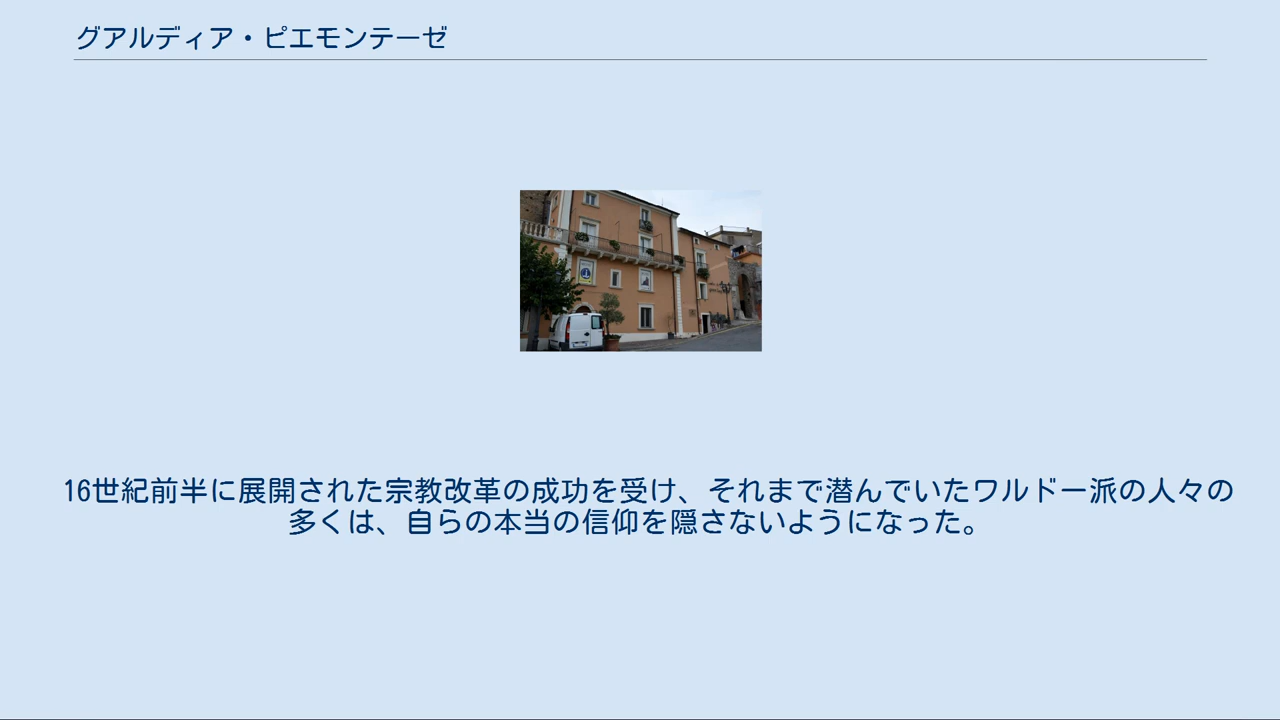 グアルディア・ピエモンテーゼ
16世紀前半に展開された宗教改革の成功を受け、それまで潜んでいたワルドー派の人々の
多くは、自らの本当の信仰を隠さないようになった。